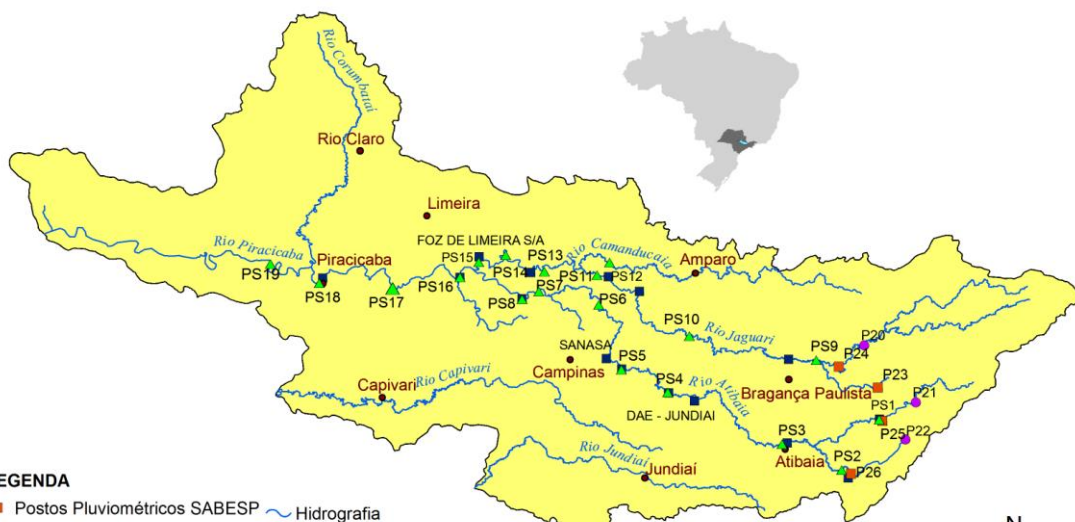 Rio Corumbataí
Rio Claro
Limeira
FOZ DE LIMEIRA S/A
Rio Camanducaia
Rio Piracicaba
Piracicaba
PS15
PS14
PS13
PS11
PS12
Amparo
PS19
PS18
PS17
PS16
PS8
PS7
PS6
PS10
Rio Jaguari
P20
SANASA
PS9
P24
Campinas
PS5
Capivari
Rio Capivari
PS4
Rio Atibaia
Bragança Paulista
P23
P21
DAE - JUNDIAI
PS1
P25
P22
PS3
Rio Jundiaí
Jundiaí
Atibaia
PS2
P26
EGENDA
Postos Pluviométricos SABESP
Hidrografia
N